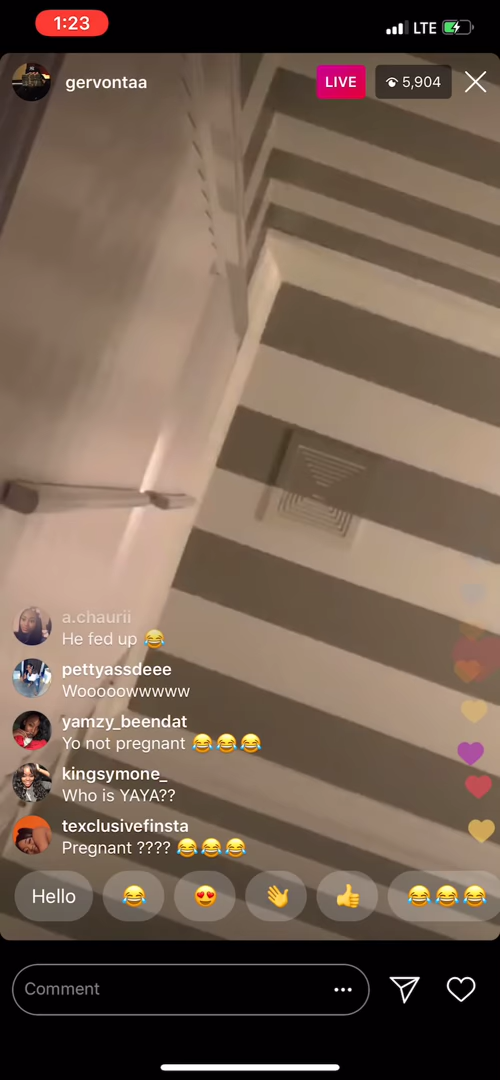 1:23
LTE
gervontaa
LIVE
5,904
a.chaurii
He fed up 😂
pettyassdeee
Wooooowwwww
yamzy_beendat
Yo not pregnant 😂😂😂
kingsymone_
Who is YAYA??
texclusivefinsta
Pregnant ???? 😂😂😂
Hello 😂 😍 👋 👍 😂😂😂
Comment